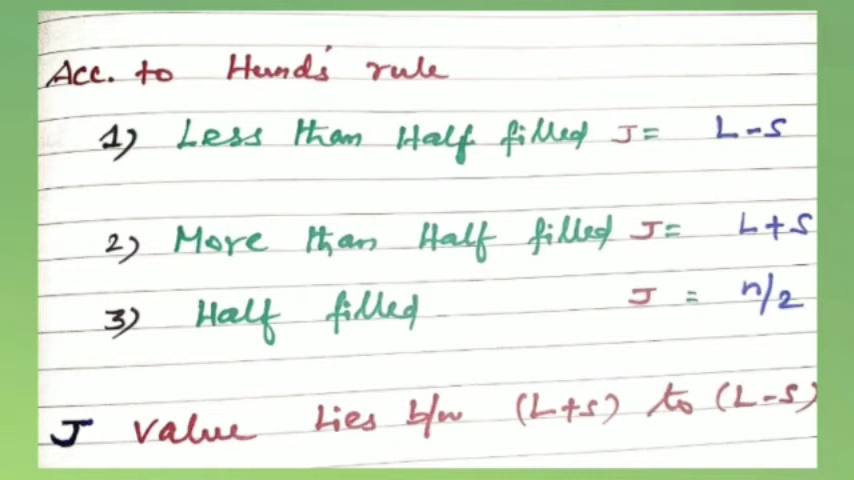 Acc. to Hund's rule
1) Less than Half filled J= L-S
2) More than Half filled J= L+S
3) Half filled J = n/2
J value Lies b/w (L+S) to (L-S)